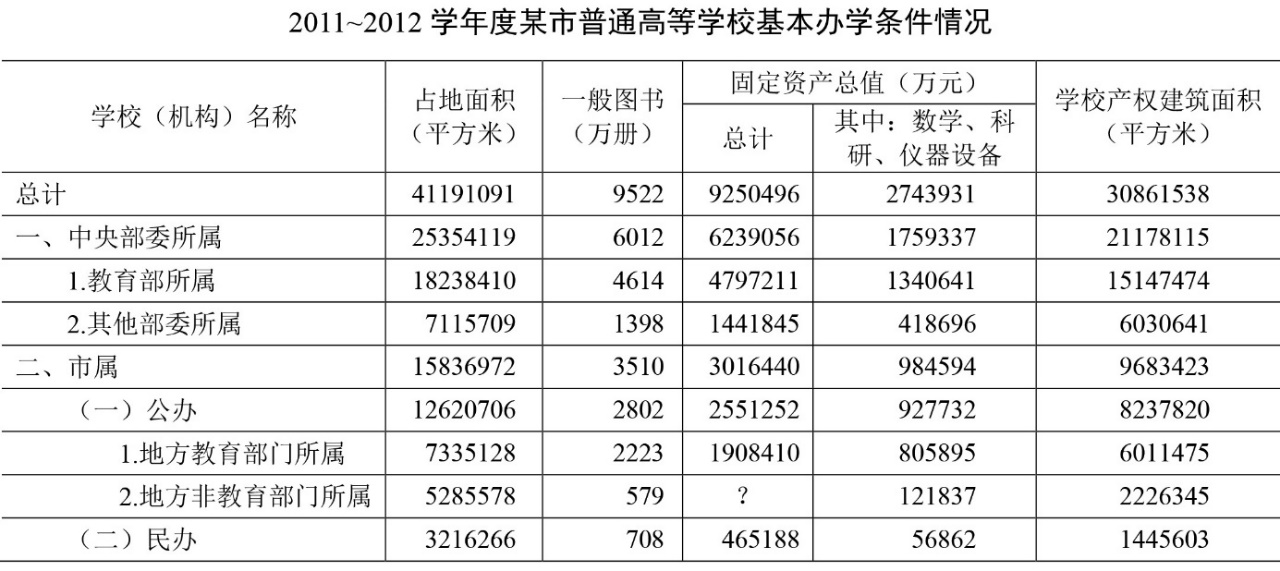 2011~2012 学年度某市普通高等学校基本办学条件情况
学校（机构）名称 占地面积（平方米） 一般图书（万册） 固定资产总值（万元） 学校产权建筑面积（平方米）
总计 其中：数学、科研、仪器设备
总计 41191091 9522 9250496 2743931 30861538
一、中央部委所属 25354119 6012 6239056 1759337 21178115
1.教育部所属 18238410 4614 4797211 1340641 15147474
2.其他部委所属 7115709 1398 1441845 418696 6030641
二、市属 15836972 3510 3016440 984594 9683423
（一）公办 12620706 2802 2551252 927732 8237820
1.地方教育部门所属 7335128 2223 1908410 805895 6011475
2.地方非教育部门所属 5285578 579 ？ 121837 2226345
（二）民办 3216266 708 465188 56862 1445603